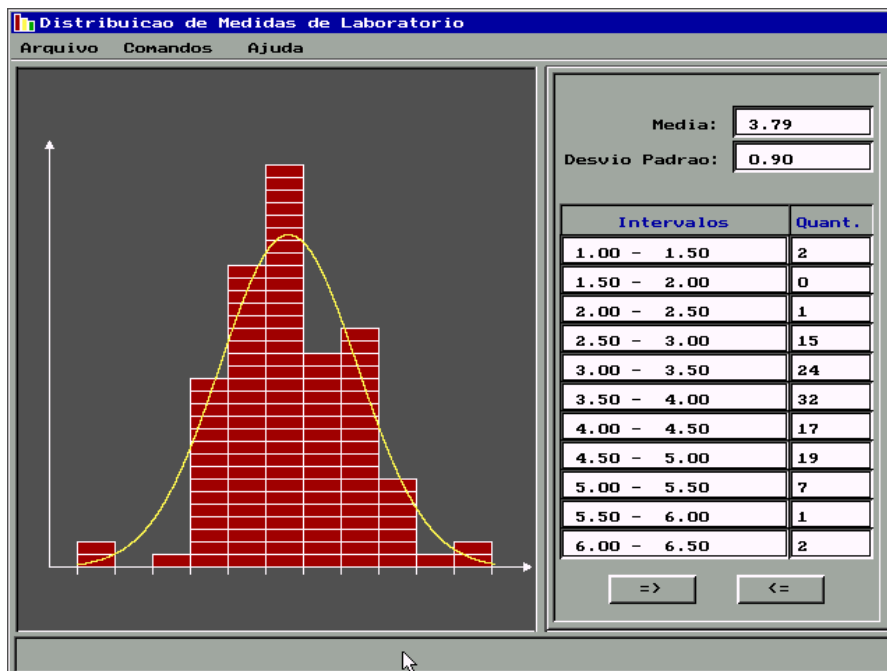 Distribuicao de Medidas de Laboratorio
Arquivo Comandos Ajuda
Media: 3.79
Desvio Padrao: 0.90
Intervalos Quant.
1.00 - 1.50 2
1.50 - 2.00 0
2.00 - 2.50 1
2.50 - 3.00 15
3.00 - 3.50 24
3.50 - 4.00 32
4.00 - 4.50 17
4.50 - 5.00 19
5.00 - 5.50 7
5.50 - 6.00 1
6.00 - 6.50 2
=> <=